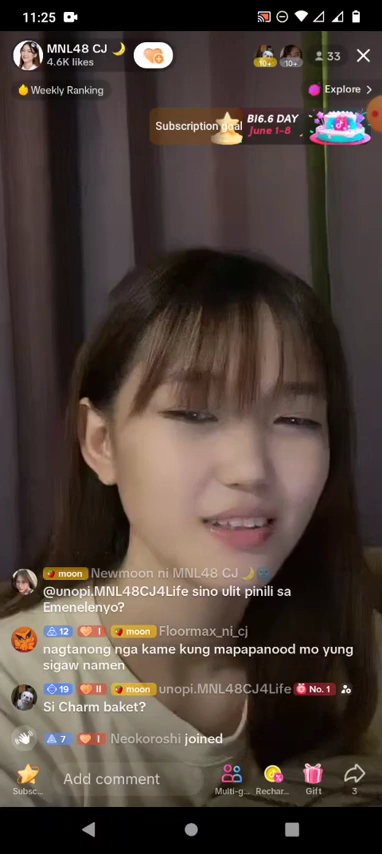 11:25
MNL48 CJ 🌙
4.6K likes
10+
10+
33
Weekly Ranking
Explore >
Subscription goal
BI6.6 DAY
June 1-8
moon Newmoon ni MNL48 CJ 🌙
@unopi.MNL48CJ4Life sino ulit pinili sa
Emenelenyo?
12 I moon Floormax_ni_cj
nagtanong nga kame kung mapapanood mo yung
sigaw namen
19 II moon unopi.MNL48CJ4Life No. 1
Si Charm baket?
7 I Neokoroshi joined
Add comment
Subsc...
Multi-g...
Rechar...
Gift
3